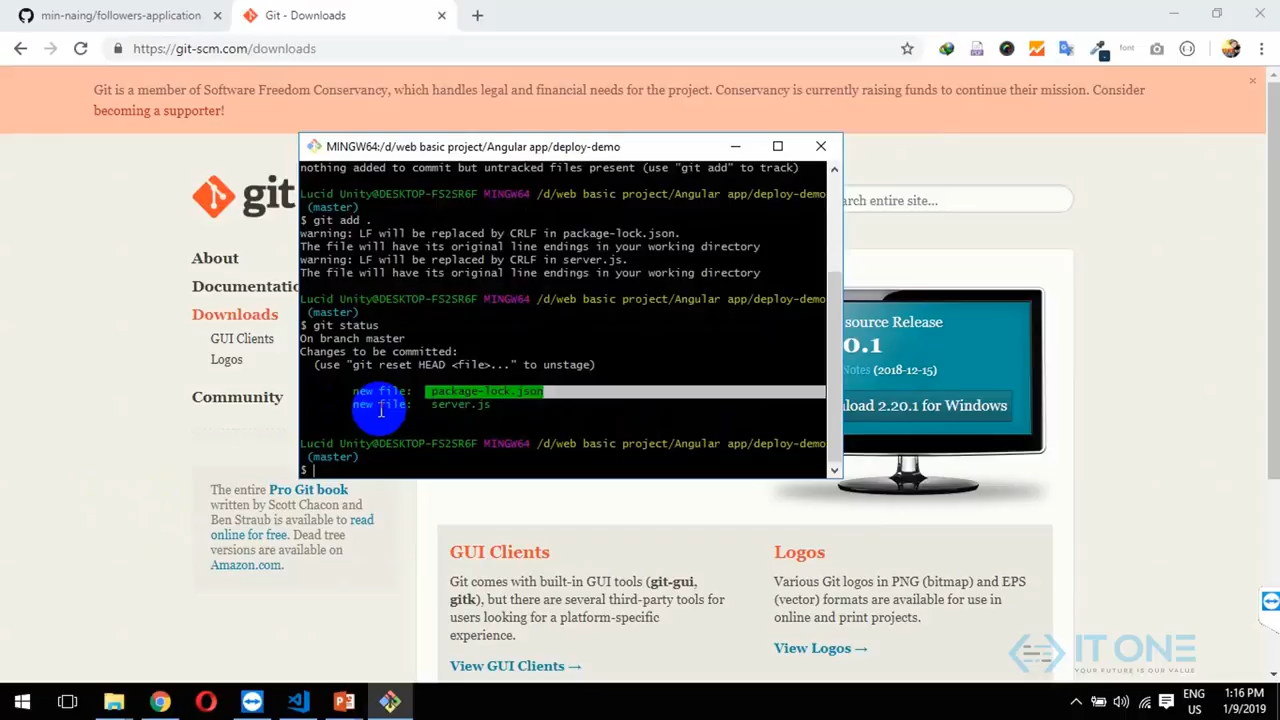 min-naing/followers-application
Git - Downloads
https://git-scm.com/downloads
font
Git is a member of Software Freedom Conservancy, which handles legal and financial needs for the project. Conservancy is currently raising funds to continue their mission. Consider
becoming a supporter!
git
About
Documentatio
Downloads
GUI Clients
Logos
Community
The entire Pro Git book
written by Scott Chacon and
Ben Straub is available to read
online for free. Dead tree
versions are available on
Amazon.com.
MINGW64:/d/web basic project/Angular app/deploy-demo
nothing added to commit but untracked files present (use "git add" to track)
Lucid Unity@DESKTOP-FS2SR6F MINGW64 /d/web basic project/Angular app/deploy-demo
(master)
$ git add .
warning: LF will be replaced by CRLF in package-lock.json.
The file will have its original line endings in your working directory
warning: LF will be replaced by CRLF in server.js.
The file will have its original line endings in your working directory
Lucid Unity@DESKTOP-FS2SR6F MINGW64 /d/web basic project/Angular app/deploy-demo
(master)
$ git status
On branch master
Changes to be committed:
(use "git reset HEAD <file>..." to unstage)
new file: package-lock.json
new file: server.js
Lucid Unity@DESKTOP-FS2SR6F MINGW64 /d/web basic project/Angular app/deploy-demo
(master)
$
arch entire site...
source Release
0.1
Notes (2018-12-15)
nload 2.20.1 for Windows
GUI Clients
Git comes with built-in GUI tools (git-gui,
gitk), but there are several third-party tools for
users looking for a platform-specific
experience.
View GUI Clients →
Logos
Various Git logos in PNG (bitmap) and EPS
(vector) formats are available for use in
online and print projects.
View Logos →
IT ONE
YOUR FUTURE IS OUR VALUE
ENG
US
1:16 PM
1/9/2019